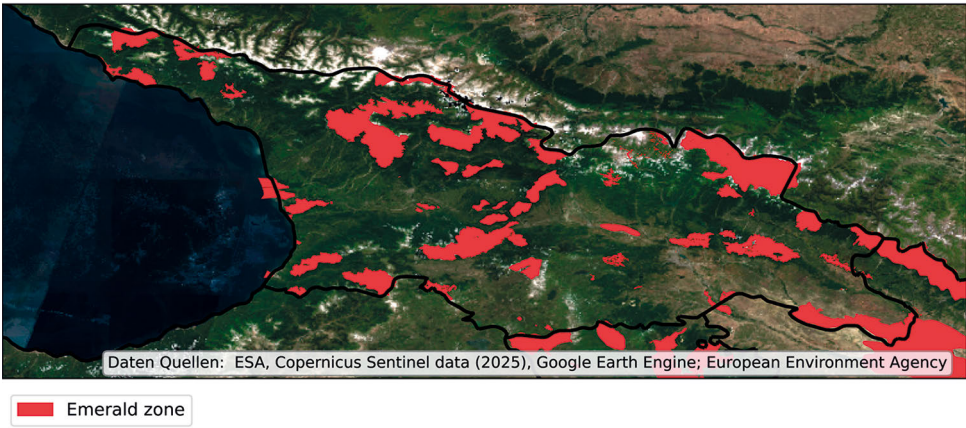 Daten Quellen: ESA, Copernicus Sentinel data (2025), Google Earth Engine; European Environment Agency
Emerald zone